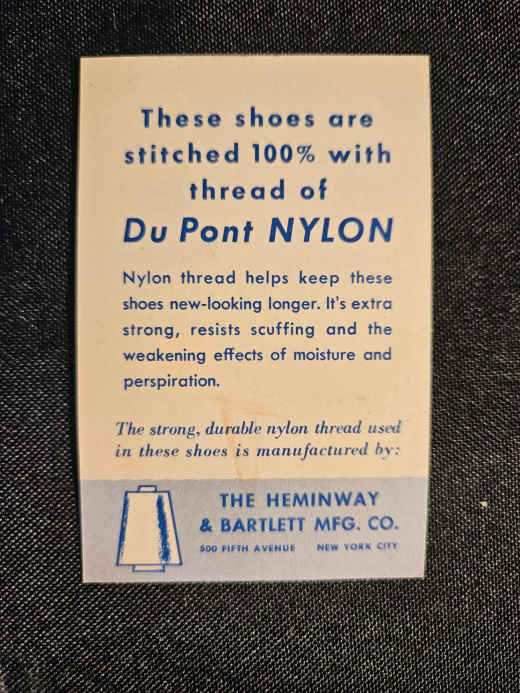 These shoes are
stitched 100% with
thread of
Du Pont NYLON
Nylon thread helps keep these
shoes new-looking longer. It's extra
strong, resists scuffing and the
weakening effects of moisture and
perspiration.
The strong, durable nylon thread used
in these shoes is manufactured by:
THE HEMINWAY
& BARTLETT MFG. CO.
500 FIFTH AVENUE NEW YORK CITY